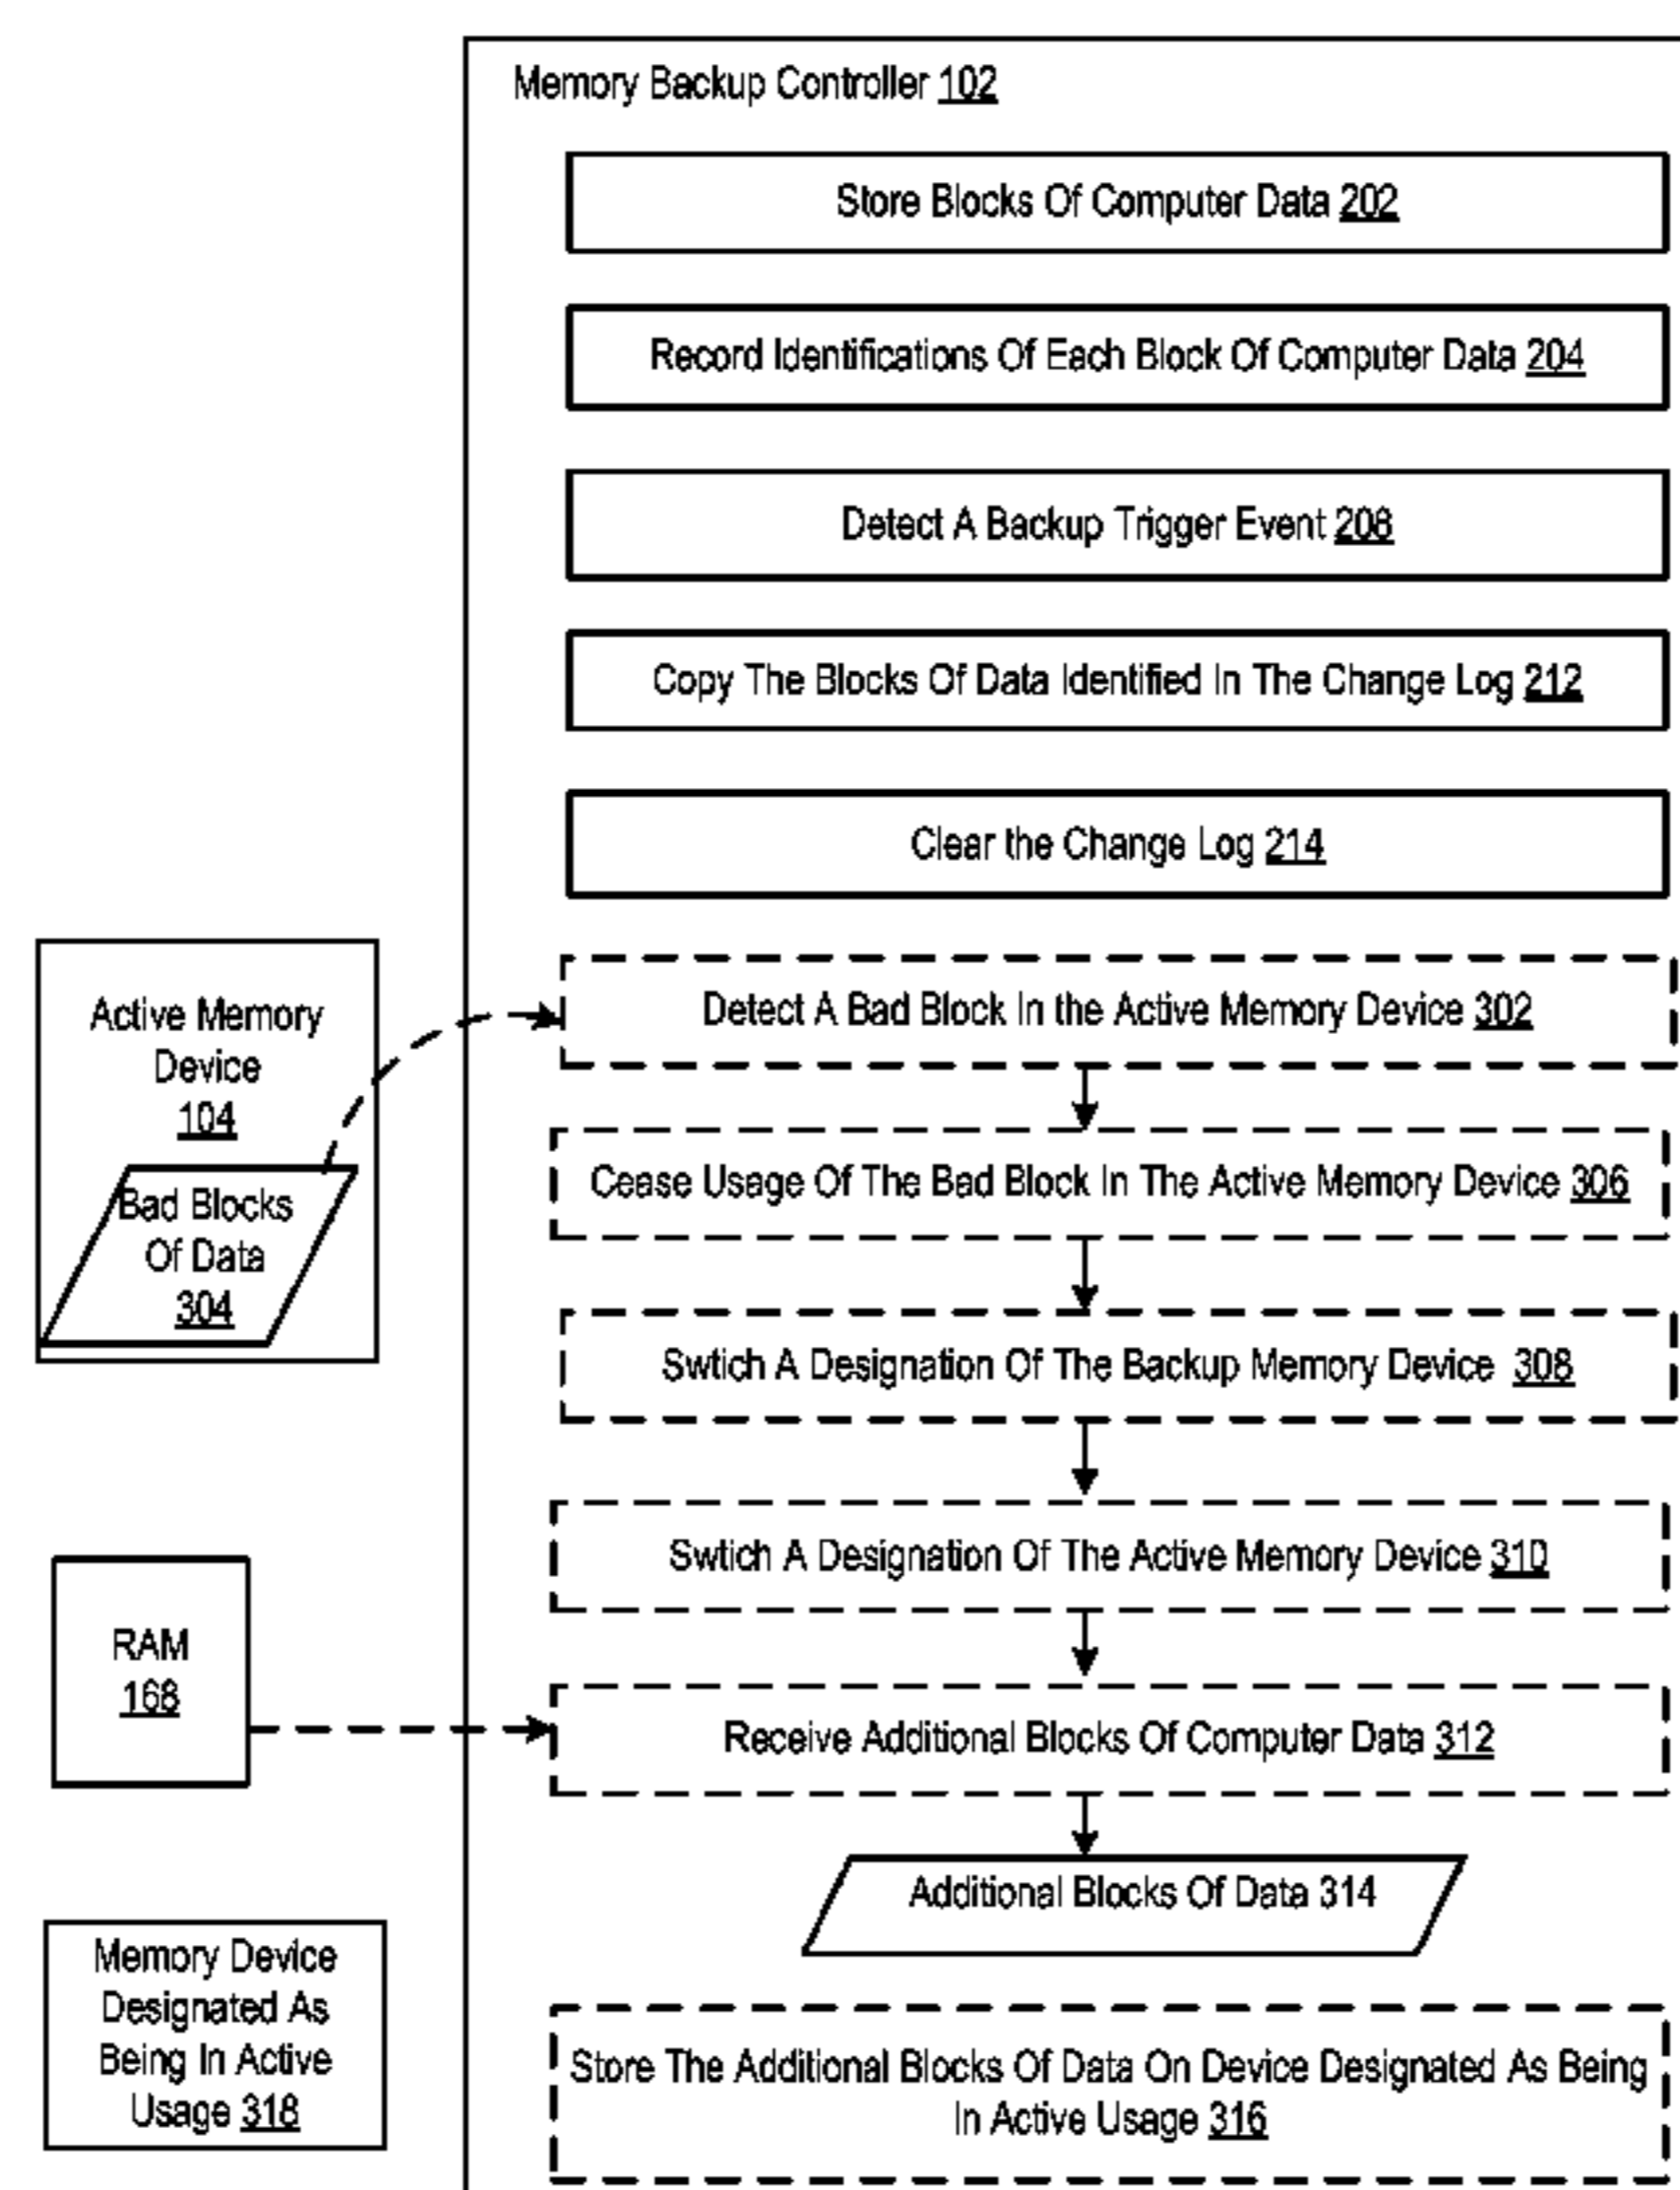 Memory Backup Controller 102
Store Blocks Of Computer Data 202
Record Identifications Of Each Block Of Computer Data 204
Detect A Backup Trigger Event 208
Copy The Blocks Of Data Identified In The Change Log 212
Clear the Change Log 214
Active Memory
Device
104
Bad Blocks
Of Data
304
Detect A Bad Block In the Active Memory Device 302
Cease Usage Of The Bad Block In The Active Memory Device 306
Swtich A Designation Of The Backup Memory Device 308
Swtich A Designation Of The Active Memory Device 310
RAM
168
Receive Additional Blocks Of Computer Data 312
Additional Blocks Of Data 314
Memory Device
Designated As
Being In Active
Usage 318
Store The Additional Blocks Of Data On Device Designated As Being
In Active Usage 316